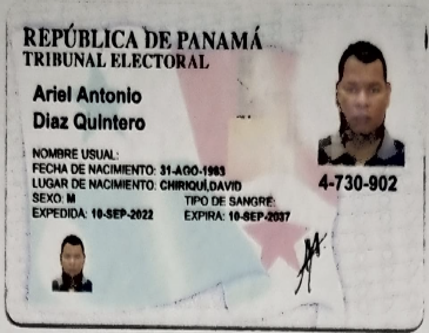 REPÚBLICA DE PANAMÁ
TRIBUNAL ELECTORAL
Ariel Antonio
Diaz Quintero
NOMBRE USUAL:
FECHA DE NACIMIENTO: 31-AGO-1983
LUGAR DE NACIMIENTO: CHIRIQUÍ,DAVID
SEXO: M TIPO DE SANGRE:
EXPEDIDA: 10-SEP-2022 EXPIRA: 10-SEP-2037
4-730-902